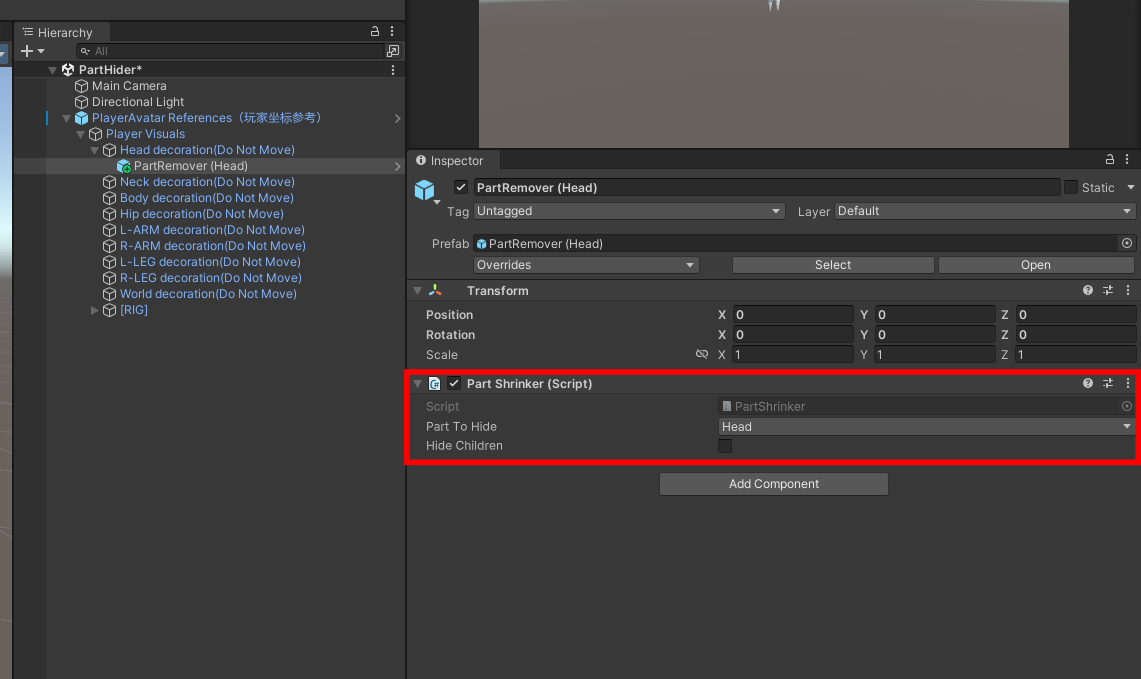 Hierarchy
All
PartHider*
Main Camera
Directional Light
PlayerAvatar References（玩家坐标参考）
Player Visuals
Head decoration(Do Not Move)
PartRemover (Head)
Neck decoration(Do Not Move)
Body decoration(Do Not Move)
Hip decoration(Do Not Move)
L-ARM decoration(Do Not Move)
R-ARM decoration(Do Not Move)
L-LEG decoration(Do Not Move)
R-LEG decoration(Do Not Move)
World decoration(Do Not Move)
[RIG]
Inspector
PartRemover (Head) Static
Tag Untagged Layer Default
Prefab PartRemover (Head)
Overrides Select Open
Transform
Position X 0 Y 0 Z 0
Rotation X 0 Y 0 Z 0
Scale X 1 Y 1 Z 1
Part Shrinker (Script)
Script PartShrinker
Part To Hide Head
Hide Children
Add Component